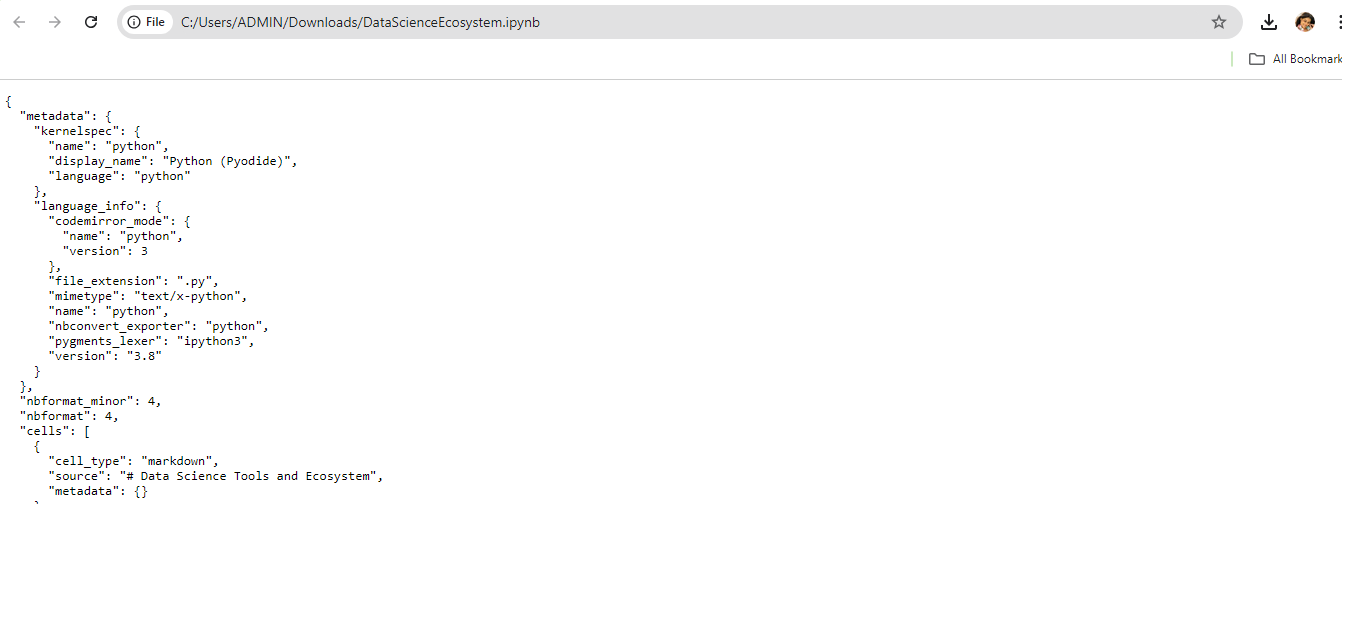 File C:/Users/ADMIN/Downloads/DataScienceEcosystem.ipynb
All Bookmark
{
  "metadata": {
    "kernelspec": {
      "name": "python",
      "display_name": "Python (Pyodide)",
      "language": "python"
    },
    "language_info": {
      "codemirror_mode": {
        "name": "python",
        "version": 3
      },
      "file_extension": ".py",
      "mimetype": "text/x-python",
      "name": "python",
      "nbconvert_exporter": "python",
      "pygments_lexer": "ipython3",
      "version": "3.8"
    }
  },
  "nbformat_minor": 4,
  "nbformat": 4,
  "cells": [
    {
      "cell_type": "markdown",
      "source": "# Data Science Tools and Ecosystem",
      "metadata": {}